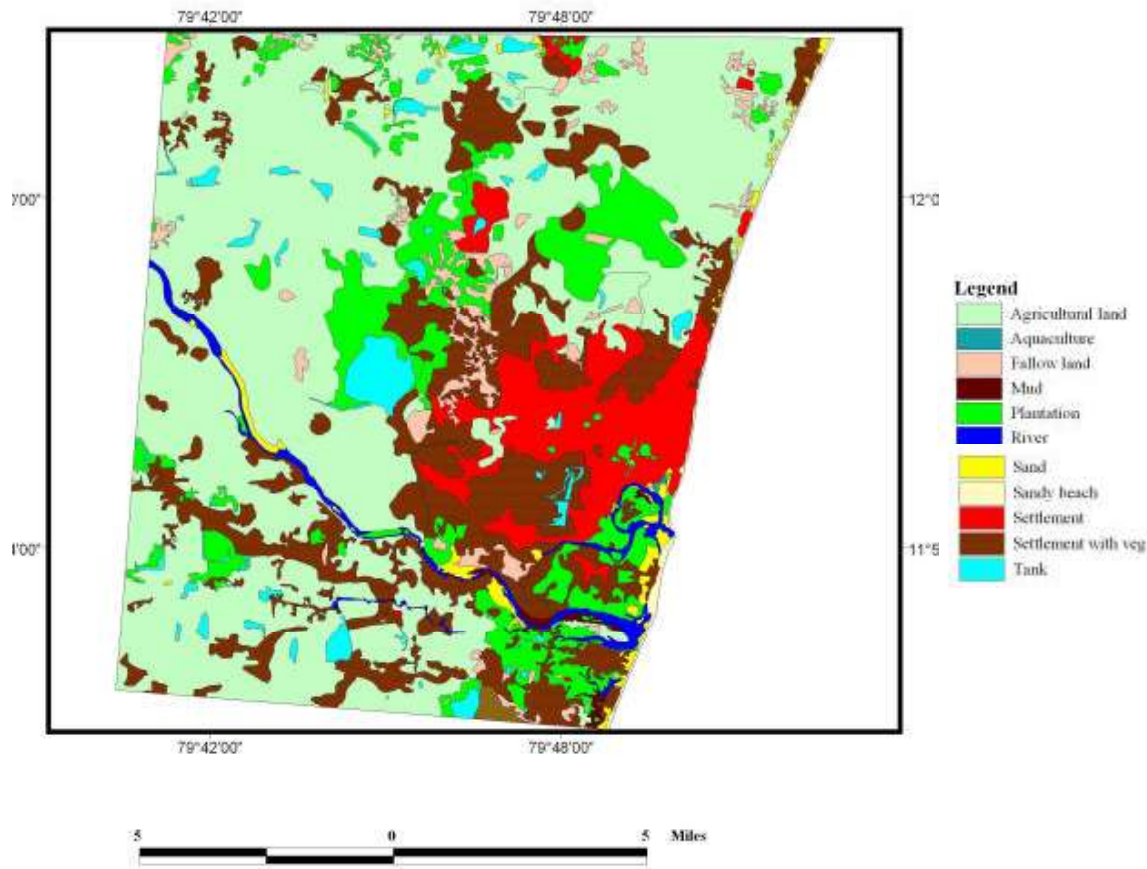 79°42'00" 79°48'00"
0'00" 12°0
Legend
Agricultural land
Aquaculture
Fallow land
Mud
Plantation
River
Sand
Sandy beach
Settlement
Settlement with veg
Tank
4'00" 11°5
79°42'00" 79°48'00"
5 0 5 Miles